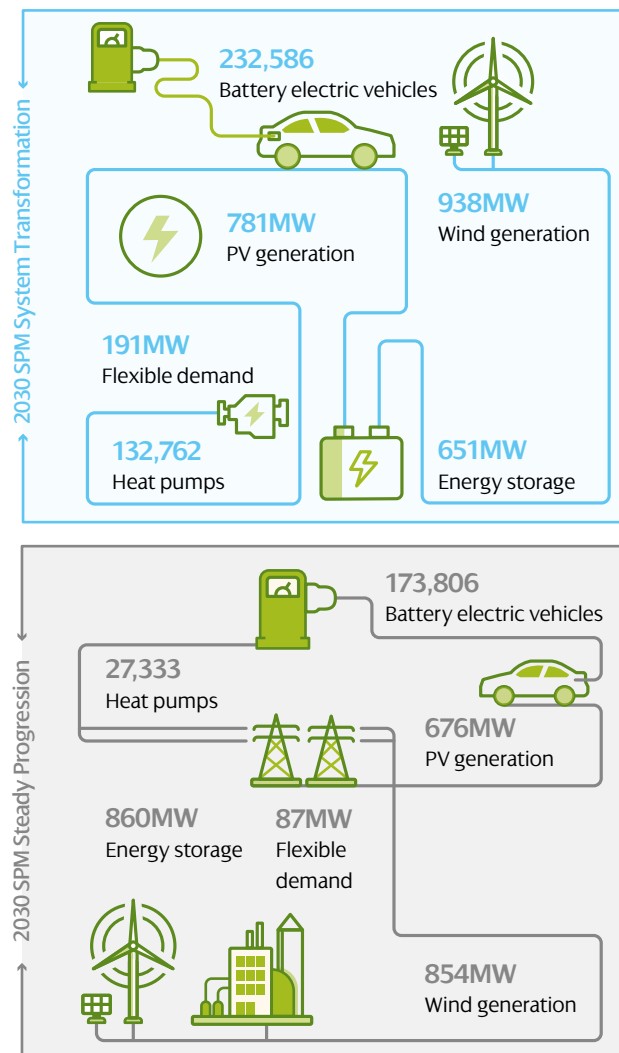 2030 SPM System Transformation
232,586
Battery electric vehicles
781MW
PV generation
938MW
Wind generation
191MW
Flexible demand
132,762
Heat pumps
651MW
Energy storage
2030 SPM Steady Progression
173,806
Battery electric vehicles
27,333
Heat pumps
676MW
PV generation
860MW
Energy storage
87MW
Flexible
demand
854MW
Wind generation